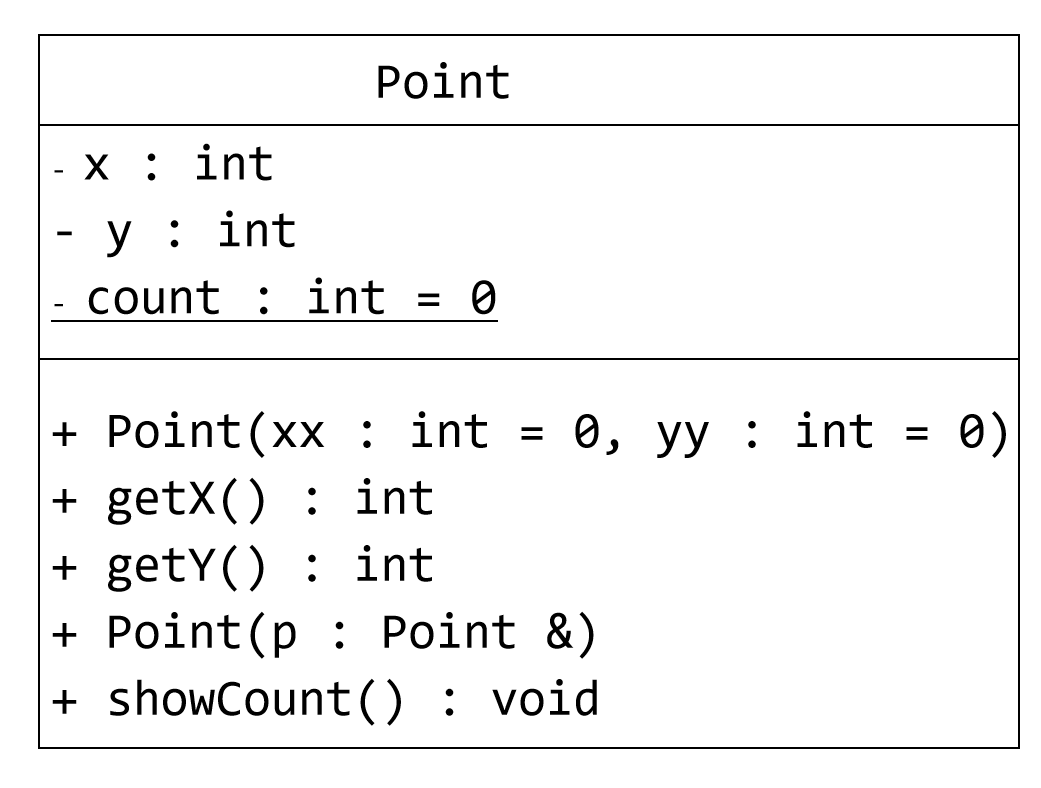 Point
- x : int
- y : int
- count : int = 0
+ Point(xx : int = 0, yy : int = 0)
+ getX() : int
+ getY() : int
+ Point(p : Point &)
+ showCount() : void